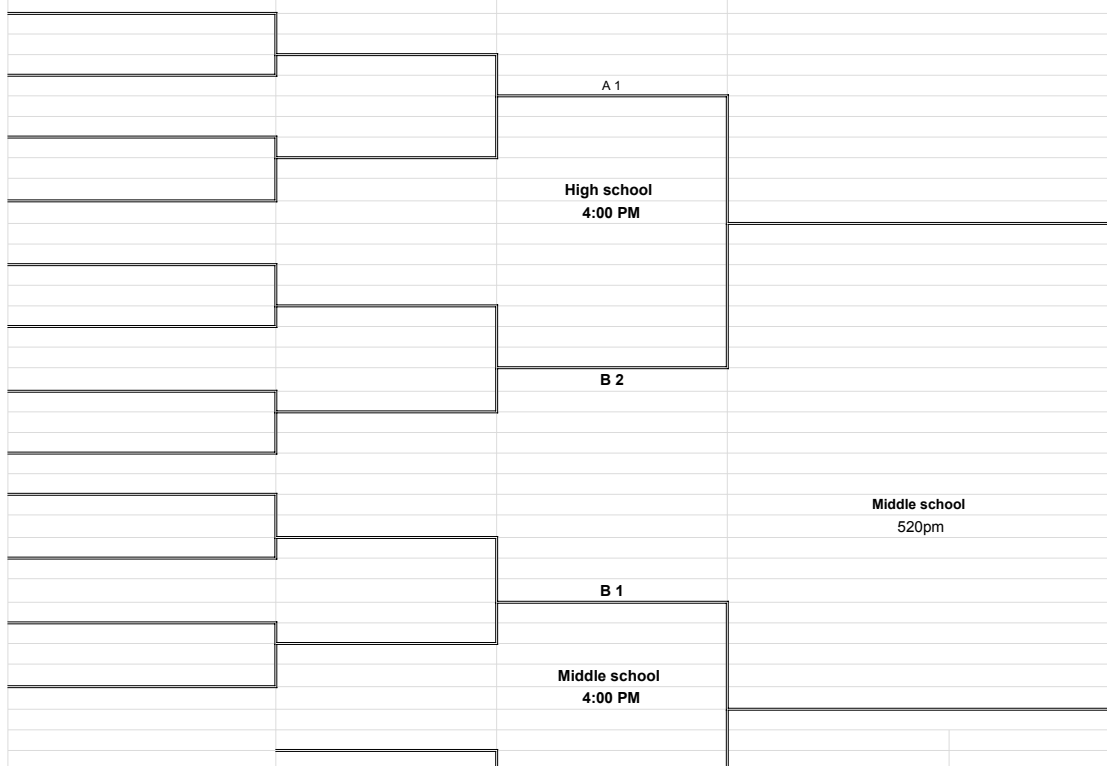 A 1
High school
4:00 PM
B 2
Middle school
520pm
B 1
Middle school
4:00 PM